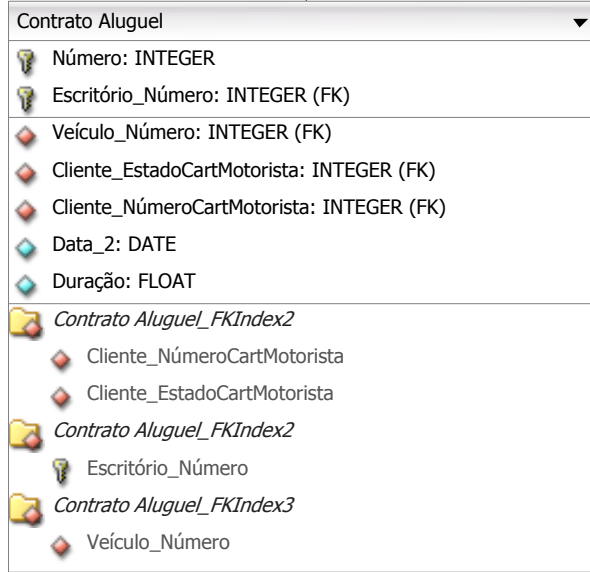 Contrato Aluguel
Número: INTEGER
Escritório_Número: INTEGER (FK)
Veículo_Número: INTEGER (FK)
Cliente_EstadoCartMotorista: INTEGER (FK)
Cliente_NúmeroCartMotorista: INTEGER (FK)
Data_2: DATE
Duração: FLOAT
Contrato Aluguel_FKIndex2
Cliente_NúmeroCartMotorista
Cliente_EstadoCartMotorista
Contrato Aluguel_FKIndex2
Escritório_Número
Contrato Aluguel_FKIndex3
Veículo_Número